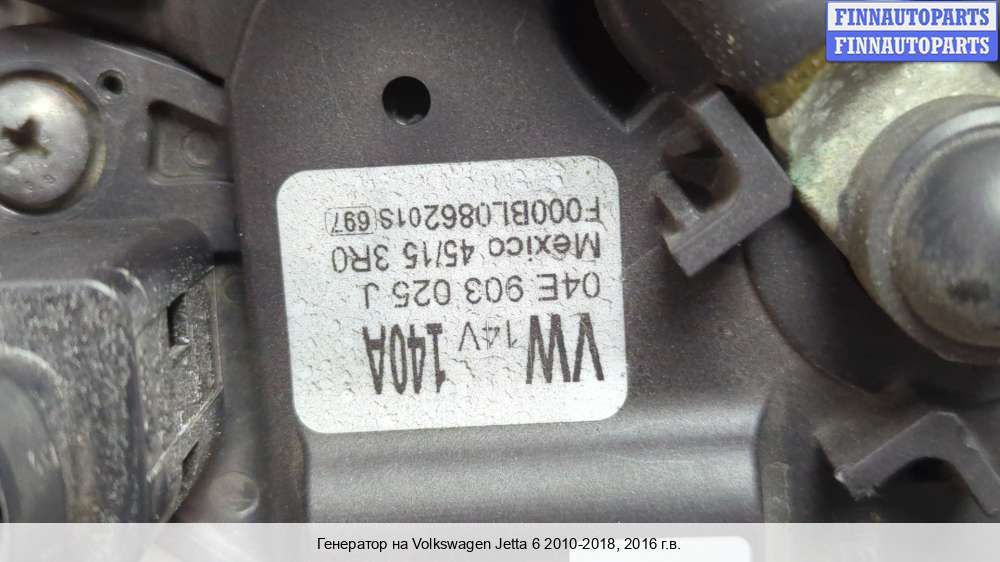 FINNAUTOPARTS
FINNAUTOPARTS
VW 14V 140A
04E 903 025 J
Mexico 45/15 3R0
F000BL086201S 697
Генератор на Volkswagen Jetta 6 2010-2018, 2016 г.в.